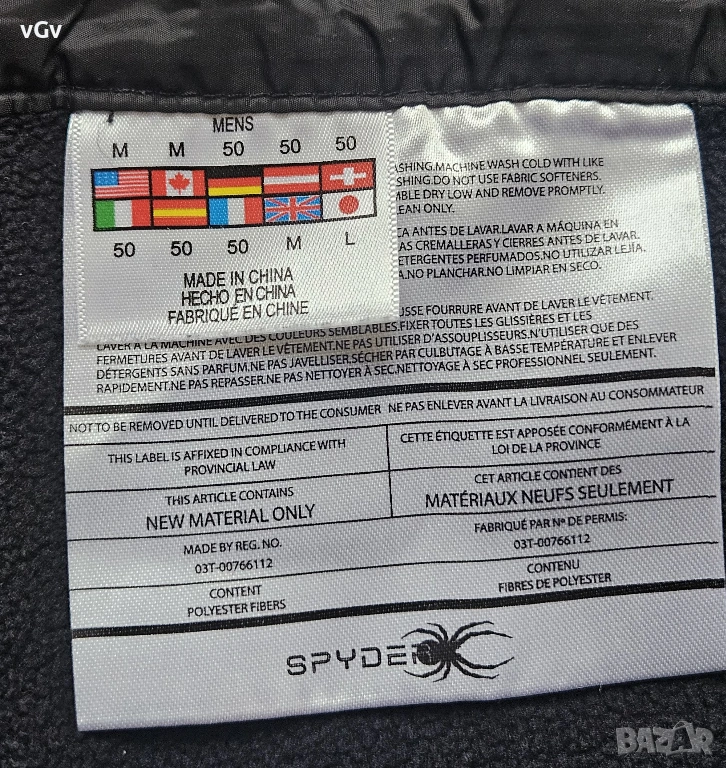 vGv
MENS
M M 50 50 50
50 50 50 M L
MADE IN CHINA
HECHO EN CHINA
FABRIQUÉ EN CHINE
SHING.MACHINE WASH COLD WITH LIKE
SHING.DO NOT USE FABRIC SOFTENERS.
BLE DRY LOW AND REMOVE PROMPTLY.
EAN ONLY.
CA ANTES DE LAVAR.LAVAR A MÁQUINA EN
AS CREMALLERAS Y CIERRES ANTES DE LAVAR.
ETERGENTES PERFUMADOS.NO UTILIZAR LEJÍA.
A.NO PLANCHAR.NO LIMPIAR EN SECO.
SSE FOURRURE AVANT DE LAVER LE VÊTEMENT.
LAVER À LA MACHINE AVEC DES COULEURS SEMBLABLES.FIXER TOUTES LES GLISSIÈRES ET LES
FERMETURES AVANT DE LAVER LE VÊTEMENT.NE PAS UTILISER D'ASSOUPLISSEURS.N'UTILISER QUE DES
DÉTERGENTS SANS PARFUM.NE PAS JAVELLISER.SÉCHER PAR CULBUTAGE À BASSE TEMPÉRATURE ET ENLEVER
RAPIDEMENT.NE PAS REPASSER.NE PAS NETTOYER À SEC.NETTOYAGE À SEC PROFESSIONNEL SEULEMENT.
NOT TO BE REMOVED UNTIL DELIVERED TO THE CONSUMER NE PAS ENLEVER AVANT LA LIVRAISON AU CONSOMMATEUR
THIS LABEL IS AFFIXED IN COMPLIANCE WITH
PROVINCIAL LAW
CETTE ÉTIQUETTE EST APPOSÉE CONFORMÉMENT À LA
LOI DE LA PROVINCE
THIS ARTICLE CONTAINS
NEW MATERIAL ONLY
CET ARTICLE CONTIENT DES
MATÉRIAUX NEUFS SEULEMENT
MADE BY REG. NO.
03T-00766112
FABRIQUÉ PAR Nº DE PERMIS:
03T-00766112
CONTENT
POLYESTER FIBERS
CONTENU
FIBRES DE POLYESTER
SPYDER
BAZAR